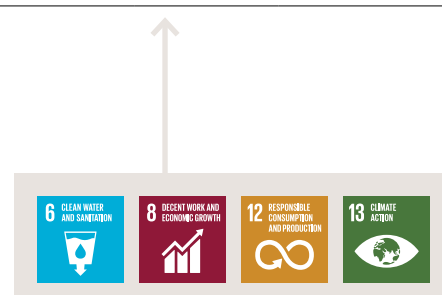 6 CLEAN WATER
AND SANITATION
8 DECENT WORK AND
ECONOMIC GROWTH
12 RESPONSIBLE
CONSUMPTION
AND PRODUCTION
13 CLIMATE
ACTION